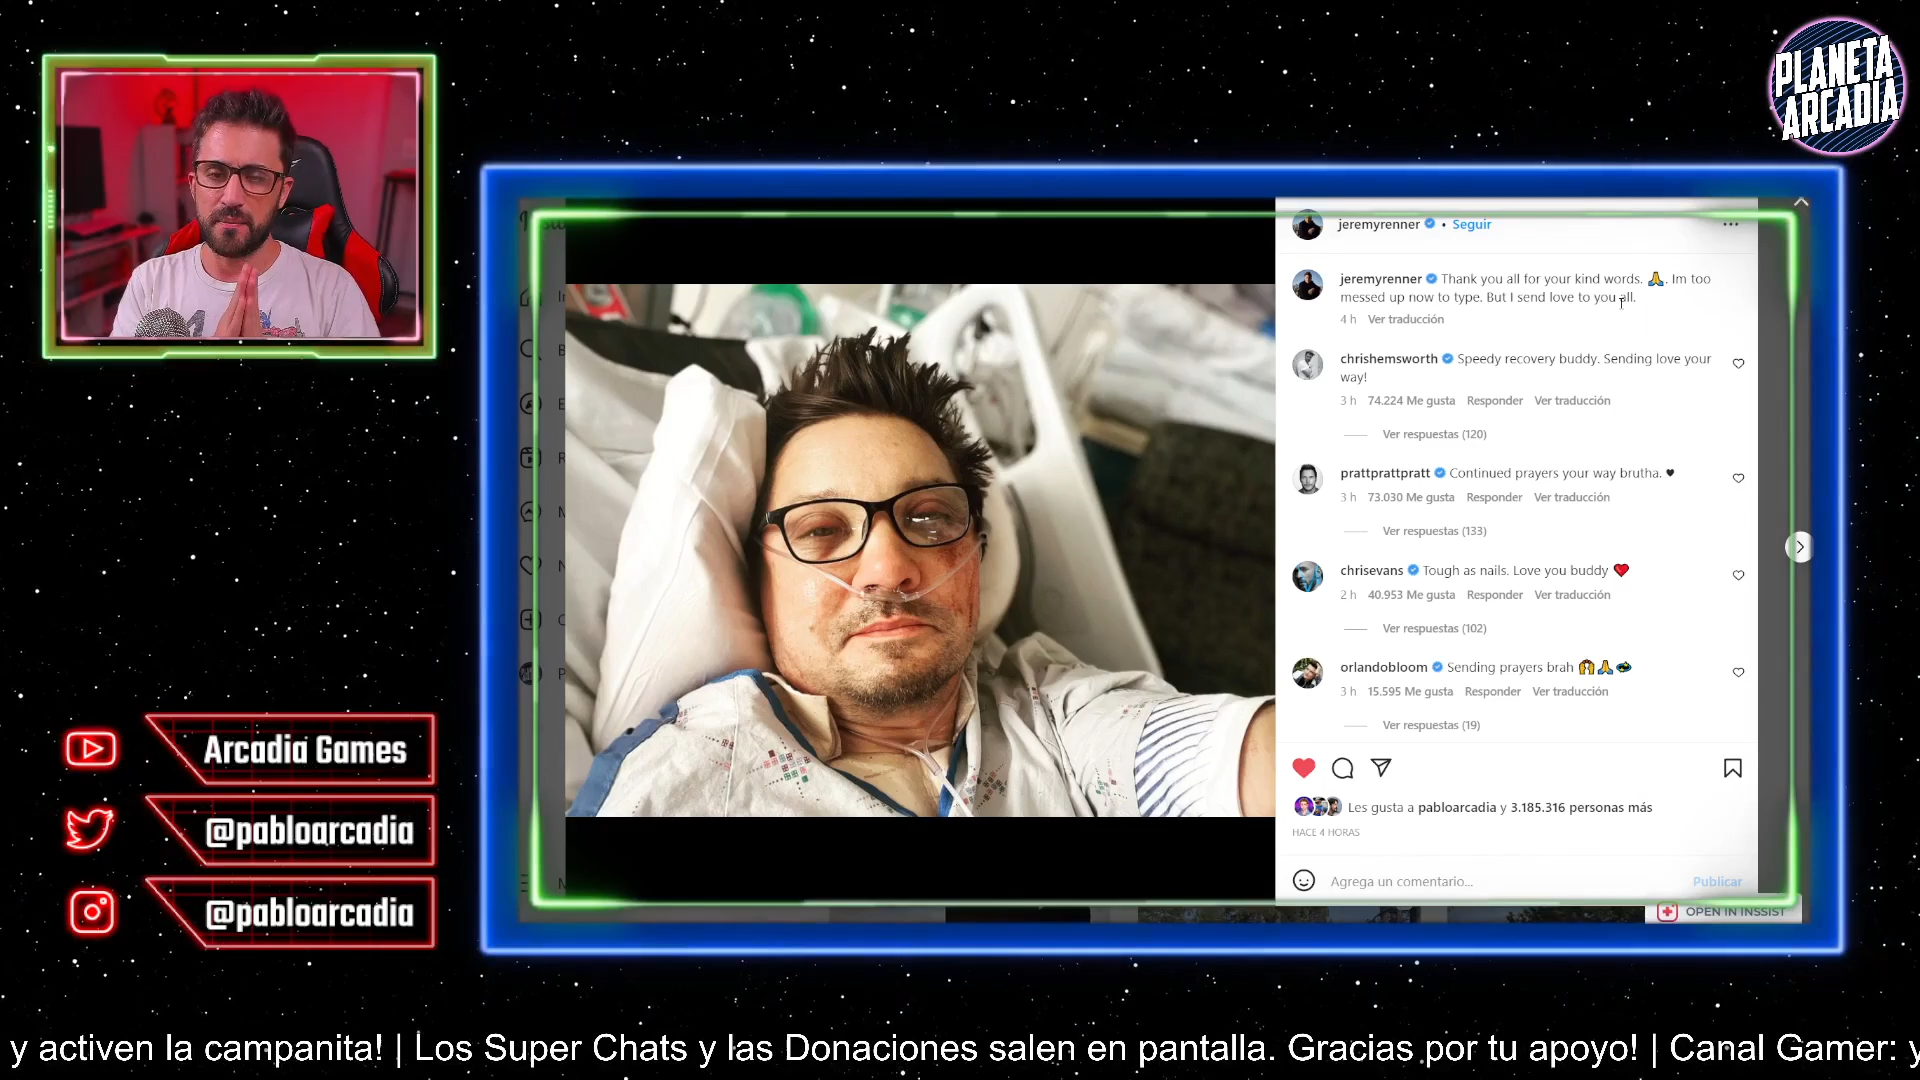 PLANETA
ARCADIA
jeremyrenner • Seguir
jeremyrenner Thank you all for your kind words. 🙏. Im too
messed up now to type. But I send love to you all.
4 h Ver traducción
chrishemsworth Speedy recovery buddy. Sending love your
way!
3 h 74.224 Me gusta Responder Ver traducción
Ver respuestas (120)
prattprattpratt Continued prayers your way brutha. ♥
3 h 73.030 Me gusta Responder Ver traducción
Ver respuestas (133)
chrisevans Tough as nails. Love you buddy ❤️
2 h 40.953 Me gusta Responder Ver traducción
Ver respuestas (102)
orlandobloom Sending prayers brah
3 h 15.595 Me gusta Responder Ver traducción
Ver respuestas (19)
Les gusta a pabloarcadia y 3.185.316 personas más
HACE 4 HORAS
Agrega un comentario... Publicar
OPEN IN INSSIST
Arcadia Games
@pabloarcadia
@pabloarcadia
y activen la campanita! | Los Super Chats y las Donaciones salen en pantalla. Gracias por tu apoyo! | Canal Gamer: y